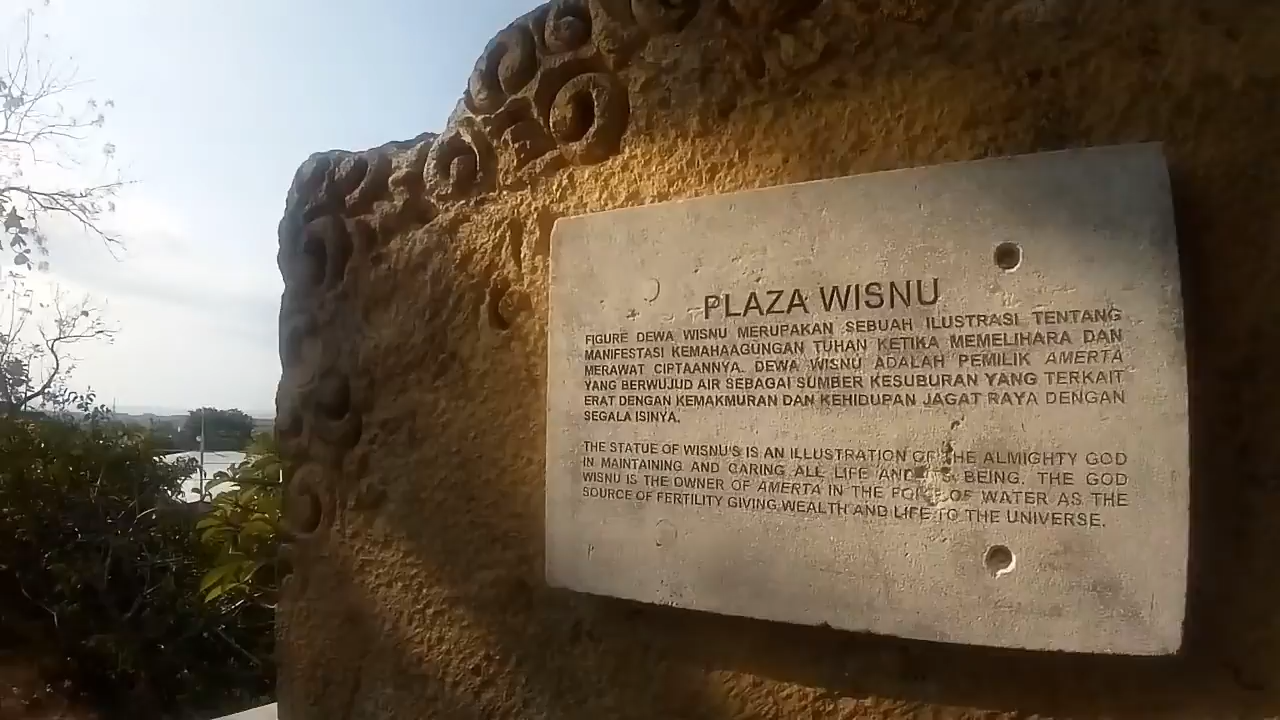 PLAZA WISNU
FIGURE DEWA WISNU MERUPAKAN SEBUAH ILUSTRASI TENTANG
MANIFESTASI KEMAHAAGUNGAN TUHAN KETIKA MEMELIHARA DAN
MERAWAT CIPTAANNYA. DEWA WISNU ADALAH PEMILIK AMERTA
YANG BERWUJUD AIR SEBAGAI SUMBER KESUBURAN YANG TERKAIT
ERAT DENGAN KEMAKMURAN DAN KEHIDUPAN JAGAT RAYA DENGAN
SEGALA ISINYA.
THE STATUE OF WISNU'S IS AN ILLUSTRATION OF THE ALMIGHTY GOD
IN MAINTAINING AND CARING ALL LIFE AND BEING. THE GOD
WISNU IS THE OWNER OF AMERTA IN THE FORM OF WATER AS THE
SOURCE OF FERTILITY GIVING WEALTH AND LIFE TO THE UNIVERSE.